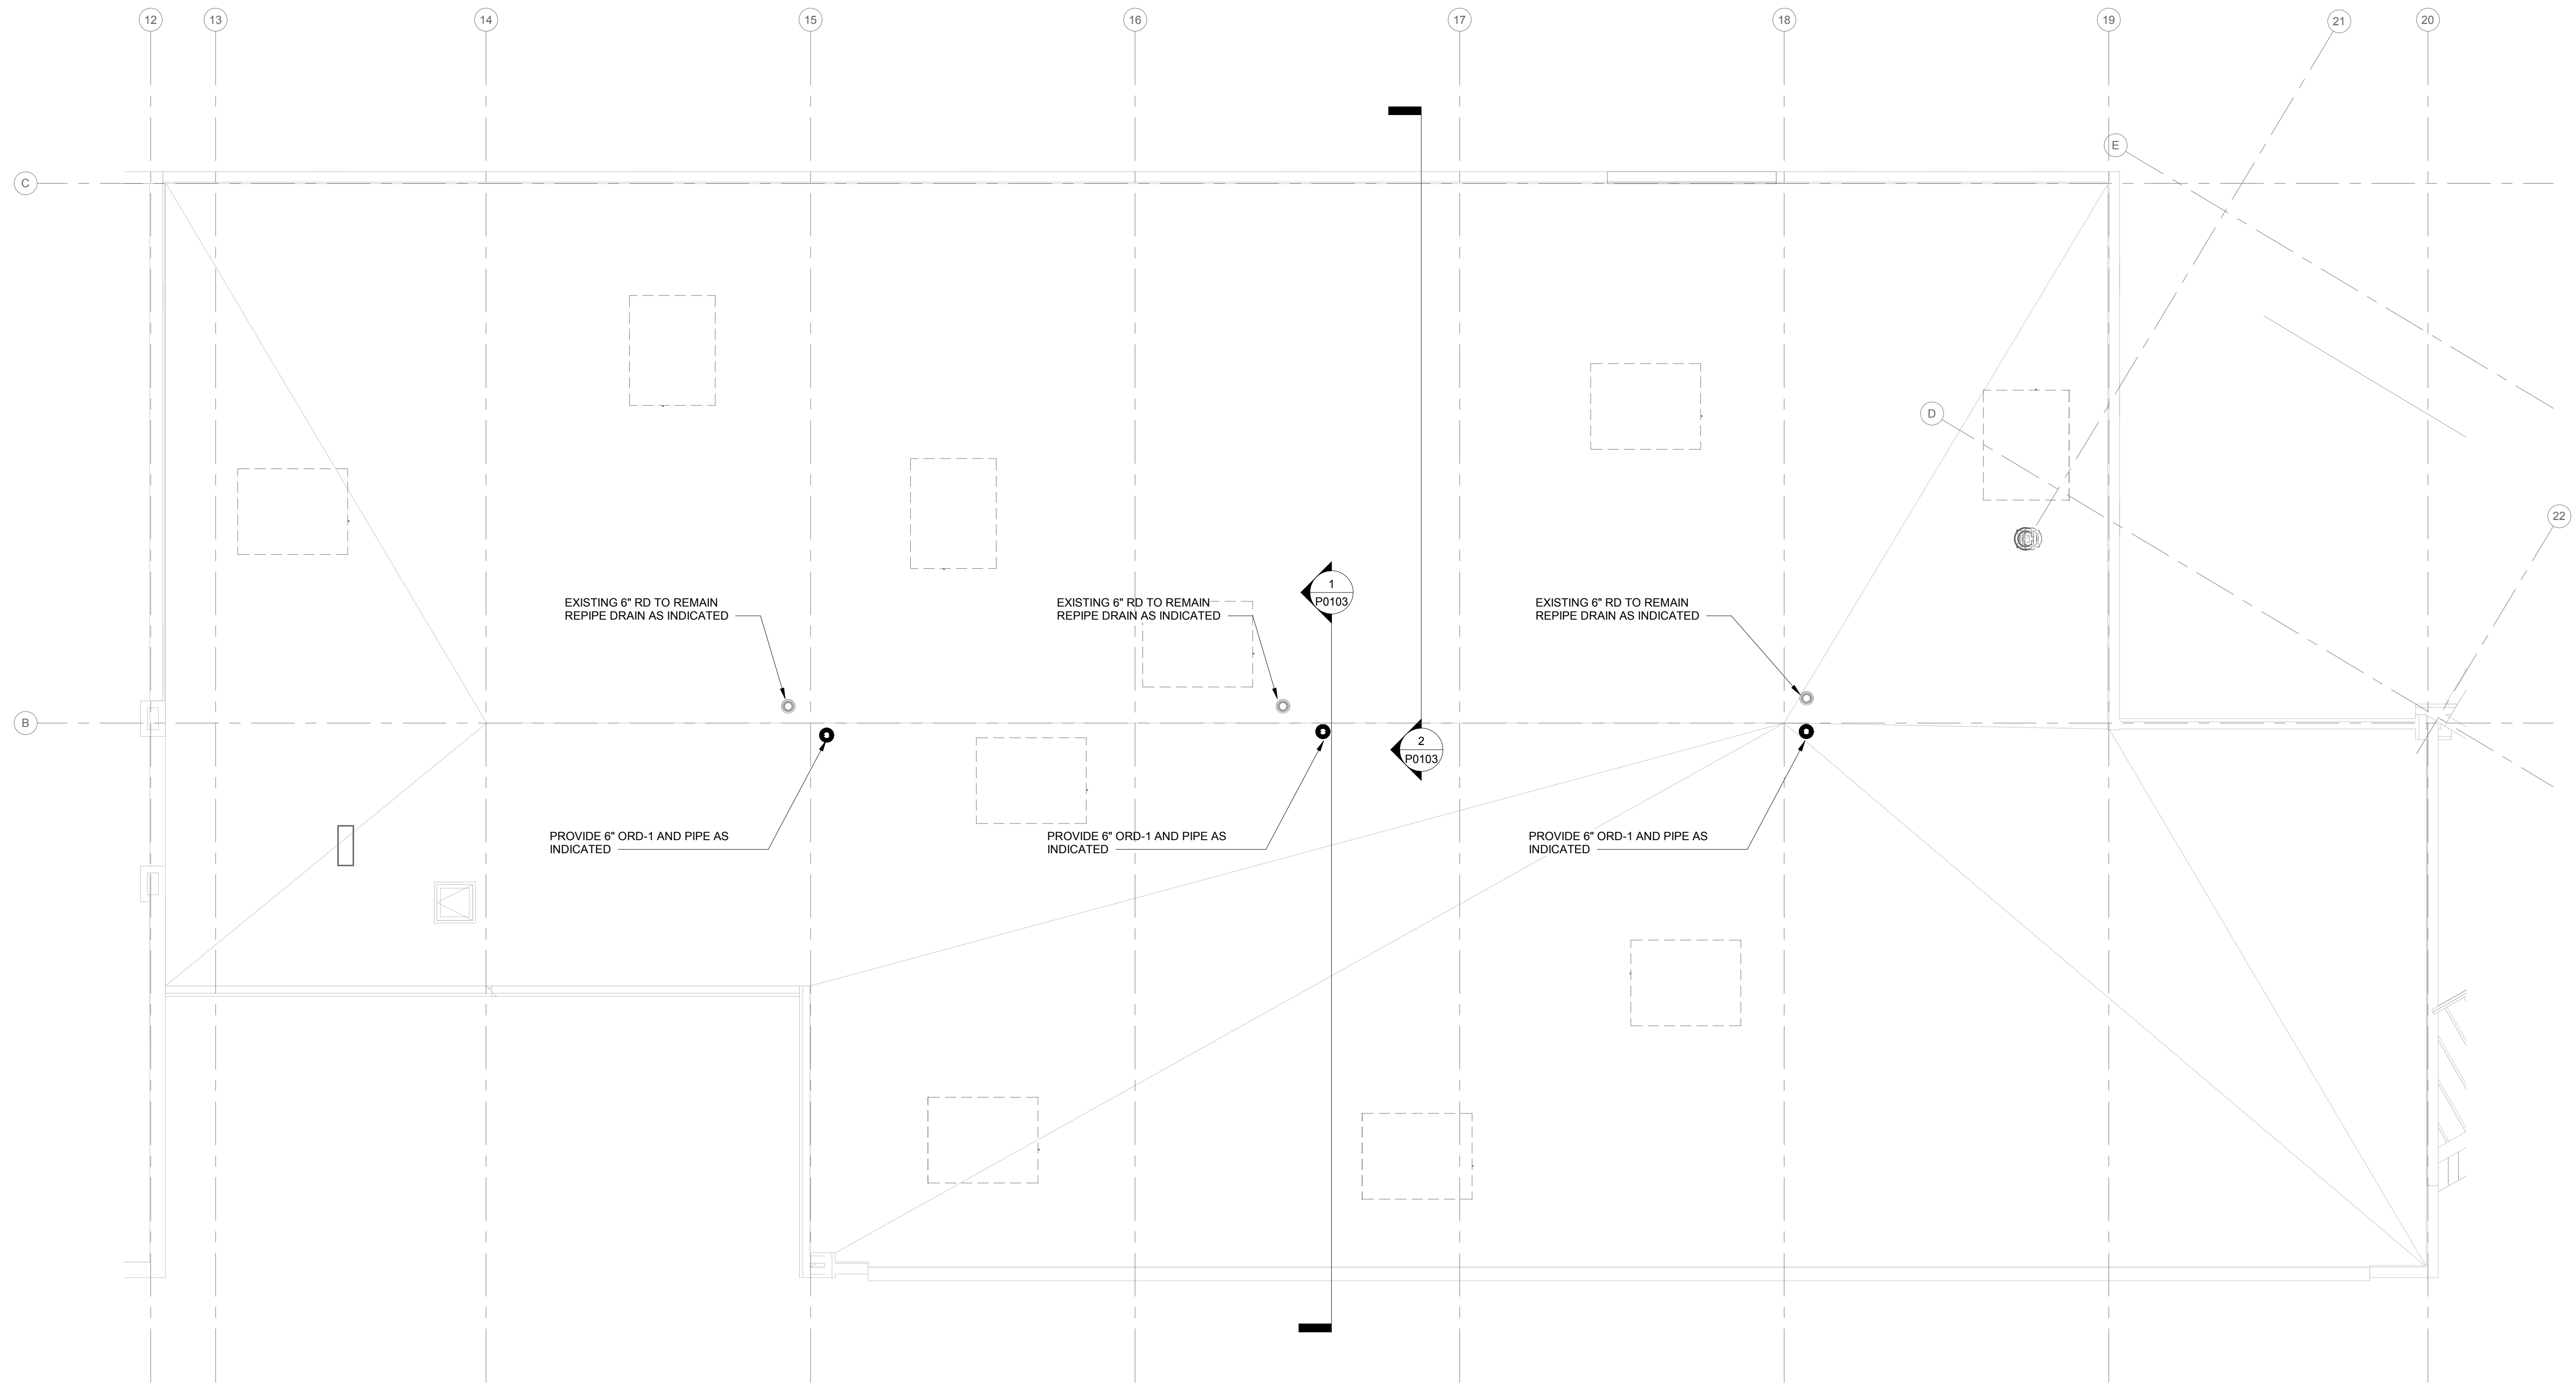 12
13
14
15
16
17
18
19
21
20
E
C
D
22
EXISTING 6" RD TO REMAIN
REPIPE DRAIN AS INDICATED
EXISTING 6" RD TO REMAIN
REPIPE DRAIN AS INDICATED
1
P0103
EXISTING 6" RD TO REMAIN
REPIPE DRAIN AS INDICATED
B
2
P0103
PROVIDE 6" ORD-1 AND PIPE AS
INDICATED
PROVIDE 6" ORD-1 AND PIPE AS
INDICATED
PROVIDE 6" ORD-1 AND PIPE AS
INDICATED